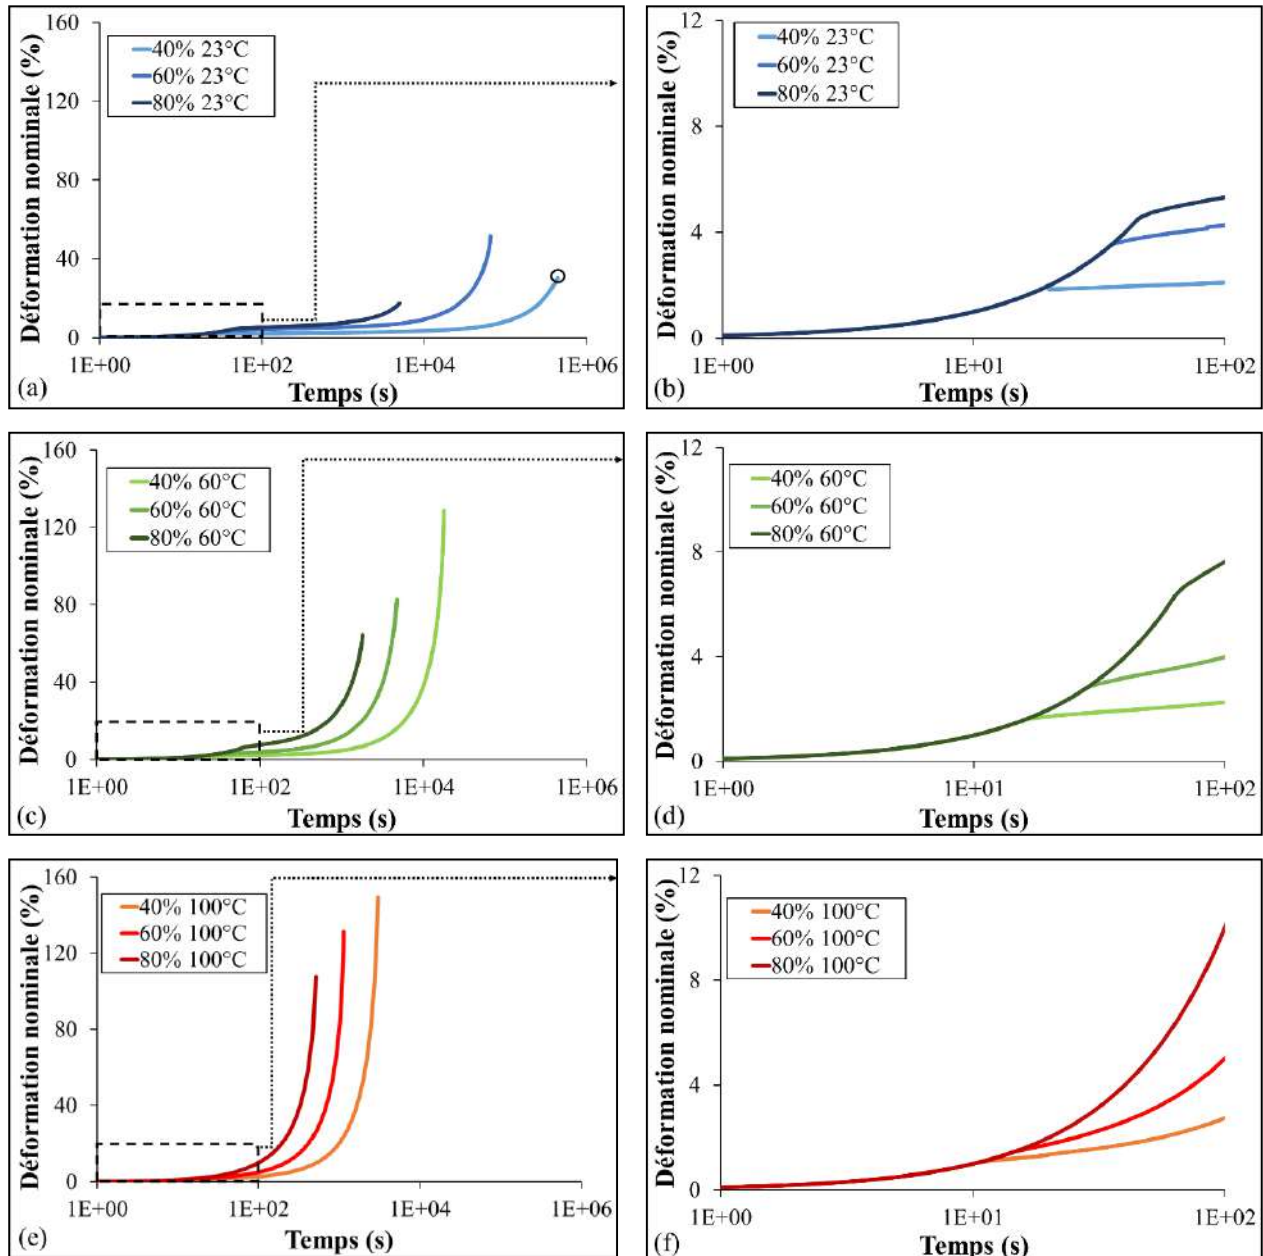 160
120
80
40
0
Déformation nominale (%)
40% 23°C
60% 23°C
80% 23°C
1E+00
1E+02
1E+04
1E+06
Temps (s)
(a)
12
8
4
0
Déformation nominale (%)
40% 23°C
60% 23°C
80% 23°C
1E+00
1E+01
1E+02
Temps (s)
(b)
160
120
80
40
0
Déformation nominale (%)
40% 60°C
60% 60°C
80% 60°C
1E+00
1E+02
1E+04
1E+06
Temps (s)
(c)
12
8
4
0
Déformation nominale (%)
40% 60°C
60% 60°C
80% 60°C
1E+00
1E+01
1E+02
Temps (s)
(d)
160
120
80
40
0
Déformation nominale (%)
40% 100°C
60% 100°C
80% 100°C
1E+00
1E+02
1E+04
1E+06
Temps (s)
(e)
12
8
4
0
Déformation nominale (%)
40% 100°C
60% 100°C
80% 100°C
1E+00
1E+01
1E+02
Temps (s)
(f)